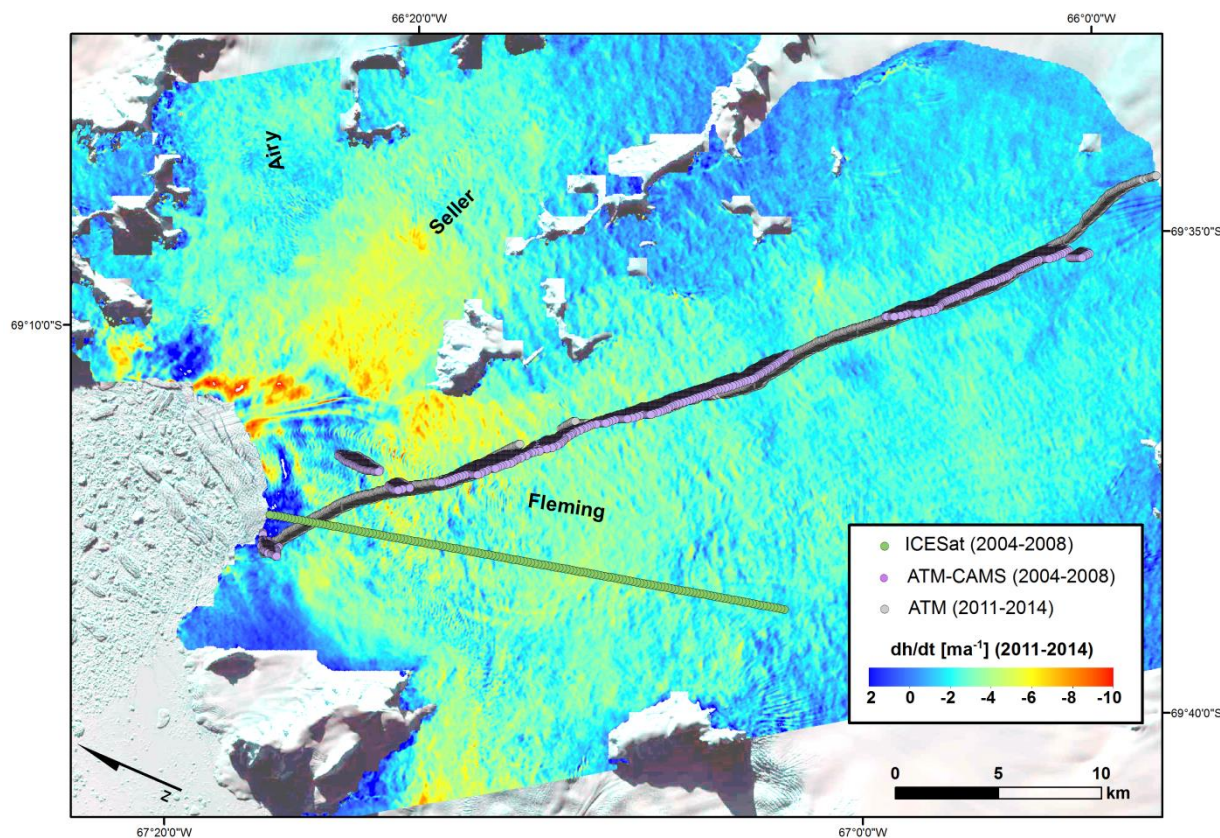 66°20'0"W
66°0'0"W
Airy
Seller
69°35'0"S
69°10'0"S
Fleming
ICESat (2004-2008)
ATM-CAMS (2004-2008)
ATM (2011-2014)
dh/dt [ma⁻¹] (2011-2014)
2 0 -2 -4 -6 -8 -10
69°40'0"S
N
0 5 10
km
67°20'0"W
67°0'0"W